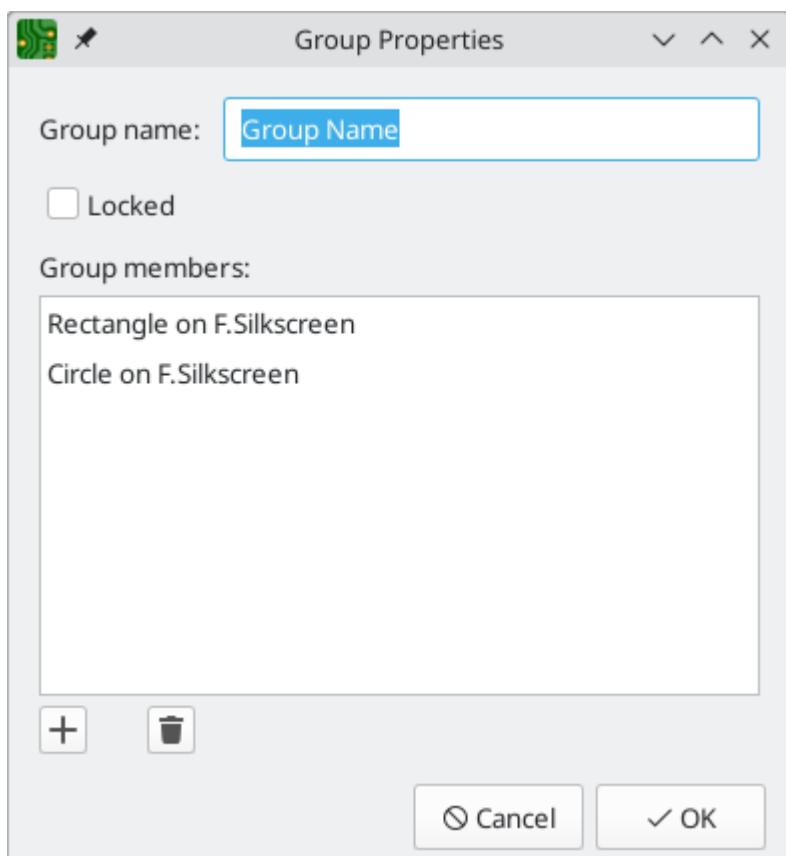 Group Properties
Group name: Group Name
Locked
Group members:
Rectangle on F.Silkscreen
Circle on F.Silkscreen
Cancel OK